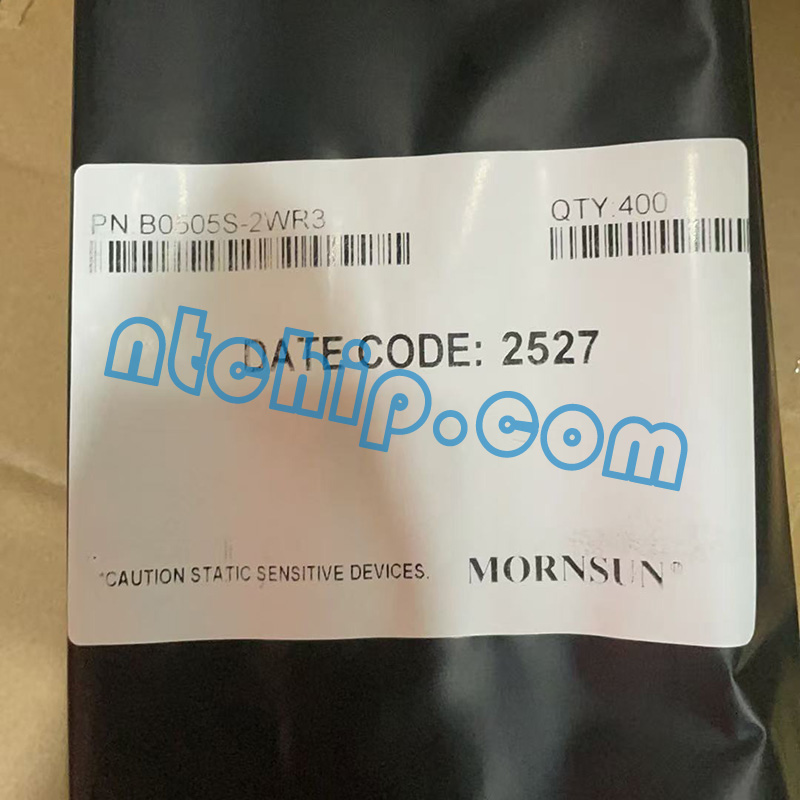 PN:B0505S-2WR3
QTY:400
DATE CODE: 2527
ntchip.com
*CAUTION STATIC SENSITIVE DEVICES.
MORNSUN®